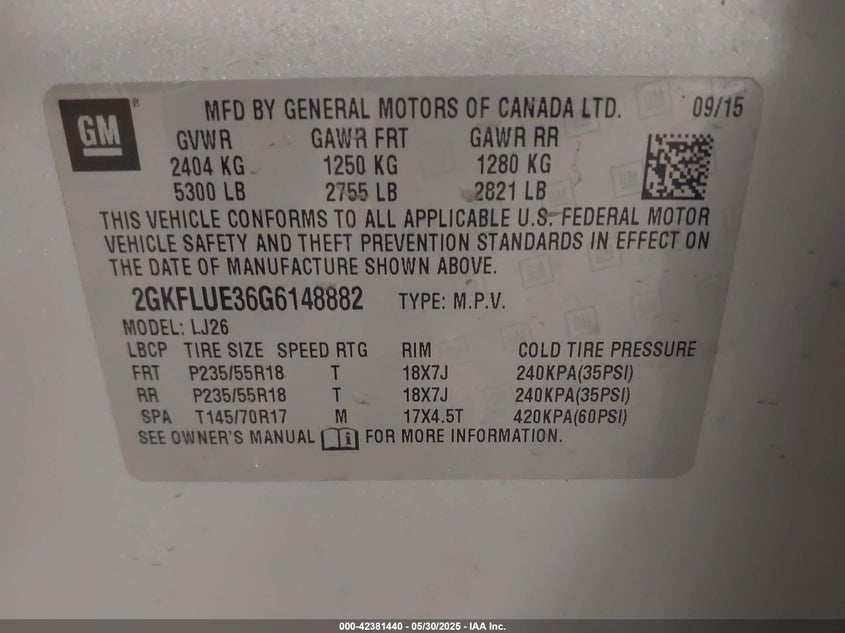 GM ® MFD BY GENERAL MOTORS OF CANADA LTD. 09/15
GVWR GAWR FRT GAWR RR
2404 KG 1250 KG 1280 KG
5300 LB 2755 LB 2821 LB
THIS VEHICLE CONFORMS TO ALL APPLICABLE U.S. FEDERAL MOTOR
VEHICLE SAFETY AND THEFT PREVENTION STANDARDS IN EFFECT ON
THE DATE OF MANUFACTURE SHOWN ABOVE.
2GKFLUE36G6148882 TYPE: M.P.V.
MODEL: LJ26
LBCP TIRE SIZE SPEED RTG RIM COLD TIRE PRESSURE
FRT P235/55R18 T 18X7J 240KPA(35PSI)
RR P235/55R18 T 18X7J 240KPA(35PSI)
SPA T145/70R17 M 17X4.5T 420KPA(60PSI)
SEE OWNER'S MANUAL i FOR MORE INFORMATION.
000-42381440 - 05/30/2025 - IAA Inc.